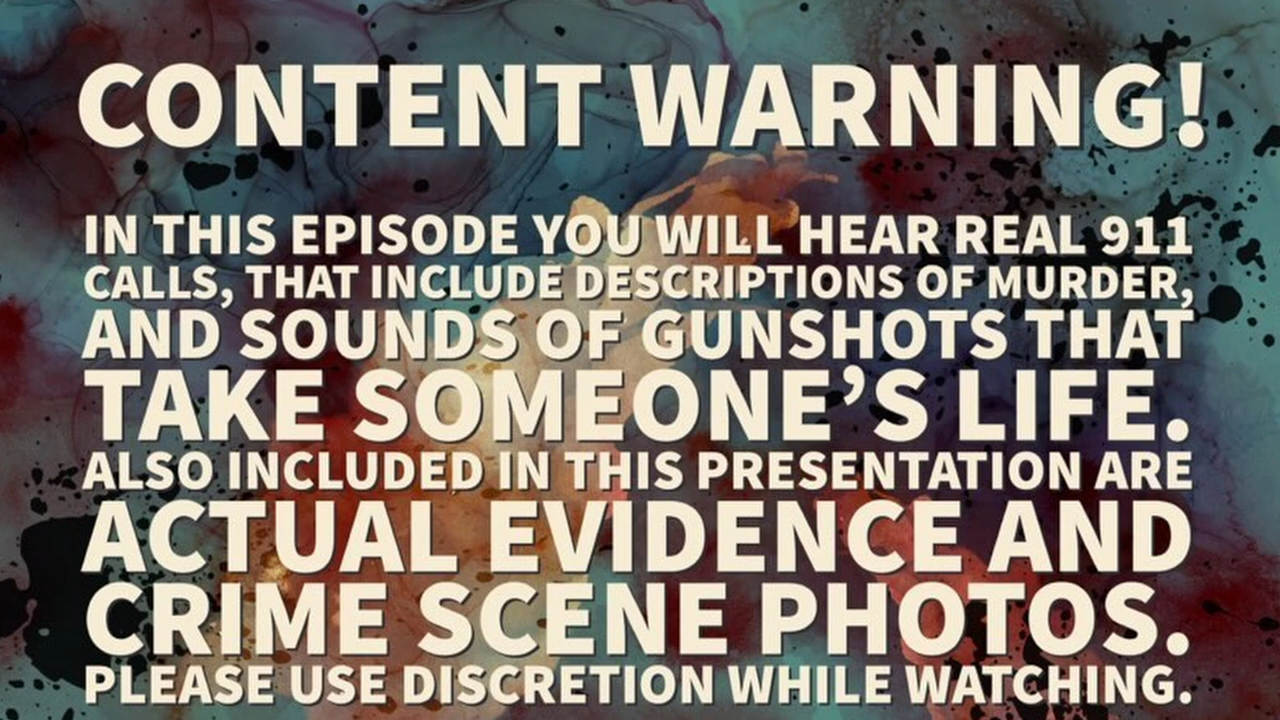 CONTENT WARNING!
IN THIS EPISODE YOU WILL HEAR REAL 911
CALLS, THAT INCLUDE DESCRIPTIONS OF MURDER,
AND SOUNDS OF GUNSHOTS THAT
TAKE SOMEONE’S LIFE.
ALSO INCLUDED IN THIS PRESENTATION ARE
ACTUAL EVIDENCE AND
CRIME SCENE PHOTOS.
PLEASE USE DISCRETION WHILE WATCHING.